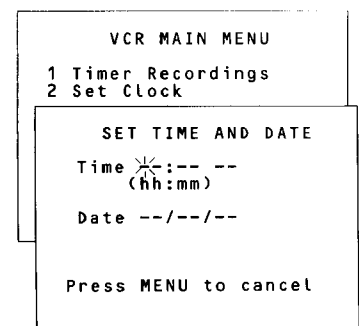 VCR MAIN MENU
1 Timer Recordings
2 Set Clock
SET TIME AND DATE
Time --:-- --
(hh:mm)
Date --/--/--
Press MENU to cancel